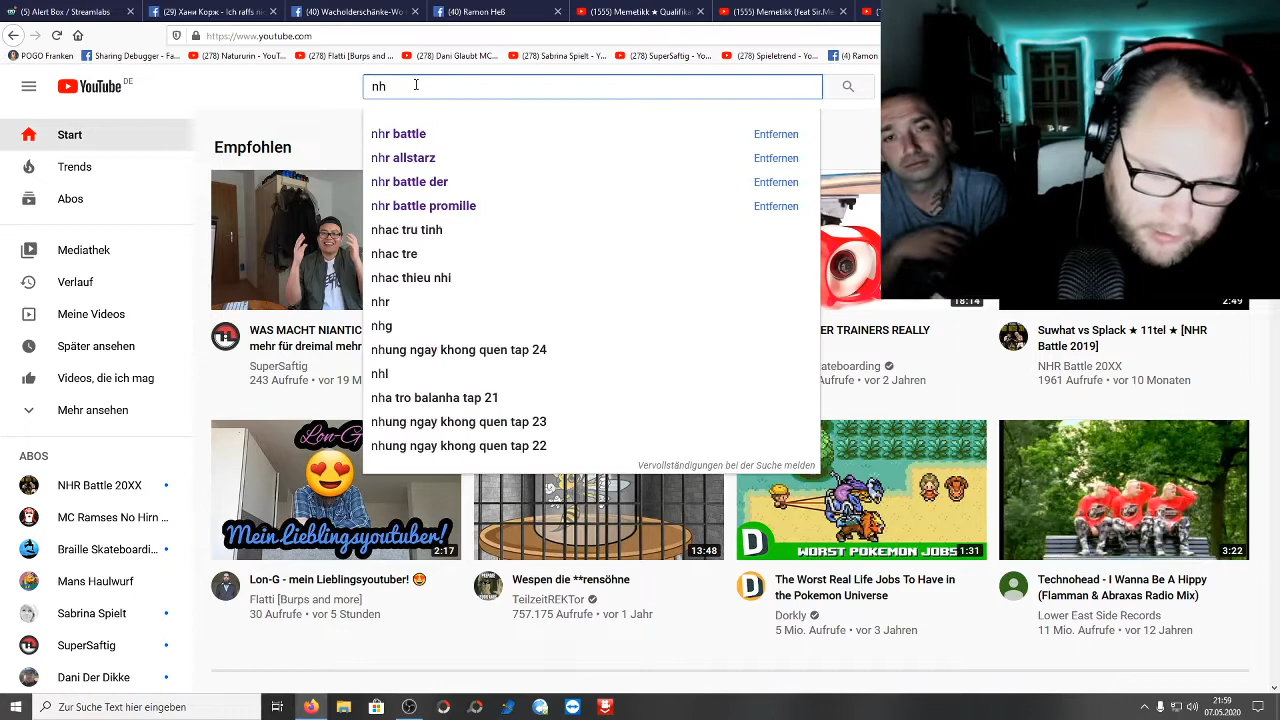 (5) Alert Box / Streamlabs
(29) Хани Корж - Ich raffs nic
(40) Wacholderschänke-Wo
(40) Ramon Heß
(1555) Memetikk ★ Qualifika
(1555) Memetikk (feat Sir.Me
https://www.youtube.com
POGO Franken
Sharing Debugger - Fa...
(278) Naturruin - YouT...
(278) Flatti [Burps and ...
(278) Dani Glaubt MC...
(278) Sabrina Spielt - Y...
(278) SuperSaftig - You...
(278) Spieletrend - Yo...
(4) Ramon
YouTube DE
nh
Start
Trends
Abos
Mediathek
Verlauf
Meine Videos
Später ansehen
Videos, die ich mag
Mehr ansehen
ABOS
NHR Battle 20XX
MC Ramses No Hirn ...
Braille Skateboardi...
Mans Haulwurf
Sabrina Spielt
SuperSaftig
Dani Der Dikke
Empfohlen
nhr battle Entfernen
nhr allstarz Entfernen
nhr battle der Entfernen
nhr battle promille Entfernen
nhac tru tinh
nhac tre
nhac thieu nhi
nhr
nhg
nhung ngay khong quen tap 24
nhl
nha tro balanha tap 21
nhung ngay khong quen tap 23
nhung ngay khong quen tap 22
Vervollständigungen bei der Suche melden
WAS MACHT NIANTIC
mehr für dreimal mehr
SuperSaftig
243 Aufrufe • vor 19 M
18:14
ER TRAINERS REALLY
ateboarding
vor 2 Jahren
2:49
Suwhat vs Splack ★ 11tel ★ [NHR
Battle 2019]
NHR BATTLE 20XX
1961 Aufrufe • vor 10 Monaten
Lon-G
Mein Lieblingsyoutuber!
2:17
Lon-G - mein Lieblingsyoutuber! 😍
Flatti [Burps and more]
30 Aufrufe • vor 5 Stunden
13:48
Wespen die **rensöhne
TeilzeitREKTor
757.175 Aufrufe • vor 1 Jahr
D WORST POKEMON JOBS
1:31
The Worst Real Life Jobs To Have in
the Pokemon Universe
Dorkly
5 Mio. Aufrufe • vor 3 Jahren
3:22
Technohead - I Wanna Be A Hippy
(Flamman & Abraxas Radio Mix)
Lower East Side Records
11 Mio. Aufrufe • vor 12 Jahren
Zur Suche Text hier eingeben
21:59
07.05.2020